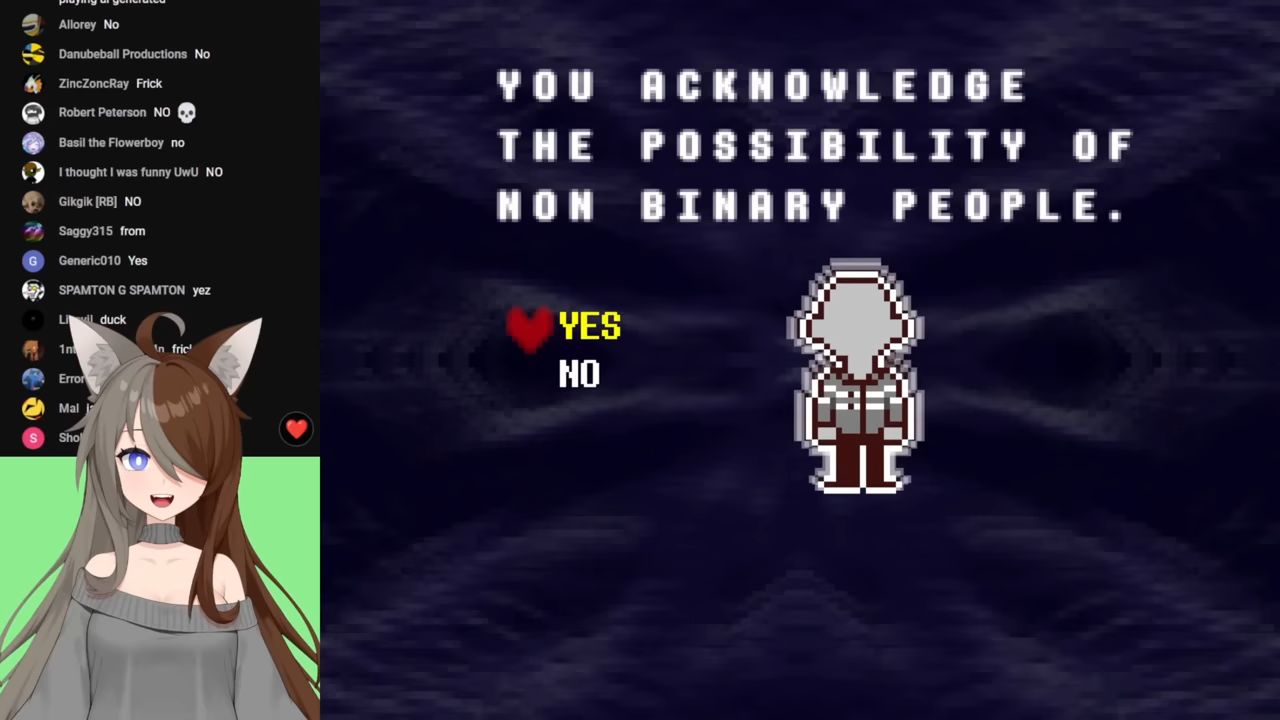 playing ai generated
Allorey No
Danubeball Productions No
ZincZoncRay Frick
Robert Peterson NO
Basil the Flowerboy no
I thought I was funny UwU NO
Gikgik [RB] NO
Saggy315 from
G Generic010 Yes
SPAMTON G SPAMTON yez
duck
Error
Mal
S Sho
YOU ACKNOWLEDGE
THE POSSIBILITY OF
NON BINARY PEOPLE.
YES
NO